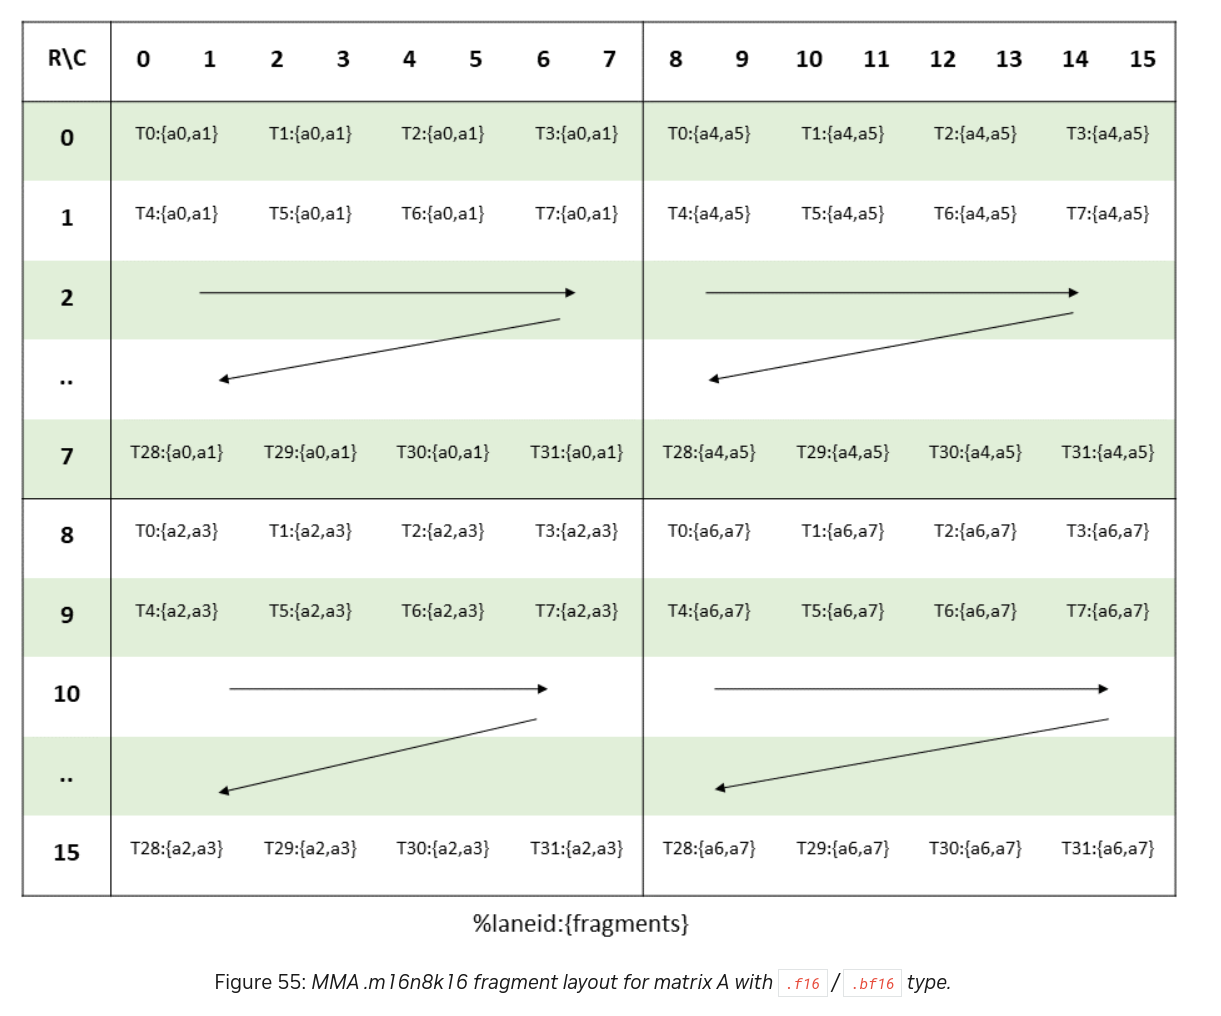 R\C 0 1 2 3 4 5 6 7 8 9 10 11 12 13 14 15
0 T0:{a0,a1} T1:{a0,a1} T2:{a0,a1} T3:{a0,a1} T0:{a4,a5} T1:{a4,a5} T2:{a4,a5} T3:{a4,a5}
1 T4:{a0,a1} T5:{a0,a1} T6:{a0,a1} T7:{a0,a1} T4:{a4,a5} T5:{a4,a5} T6:{a4,a5} T7:{a4,a5}
2
..
7 T28:{a0,a1} T29:{a0,a1} T30:{a0,a1} T31:{a0,a1} T28:{a4,a5} T29:{a4,a5} T30:{a4,a5} T31:{a4,a5}
8 T0:{a2,a3} T1:{a2,a3} T2:{a2,a3} T3:{a2,a3} T0:{a6,a7} T1:{a6,a7} T2:{a6,a7} T3:{a6,a7}
9 T4:{a2,a3} T5:{a2,a3} T6:{a2,a3} T7:{a2,a3} T4:{a6,a7} T5:{a6,a7} T6:{a6,a7} T7:{a6,a7}
10
..
15 T28:{a2,a3} T29:{a2,a3} T30:{a2,a3} T31:{a2,a3} T28:{a6,a7} T29:{a6,a7} T30:{a6,a7} T31:{a6,a7}
%laneid:{fragments}
Figure 55: MMA .m16n8k16 fragment layout for matrix A with .f16 / .bf16 type.